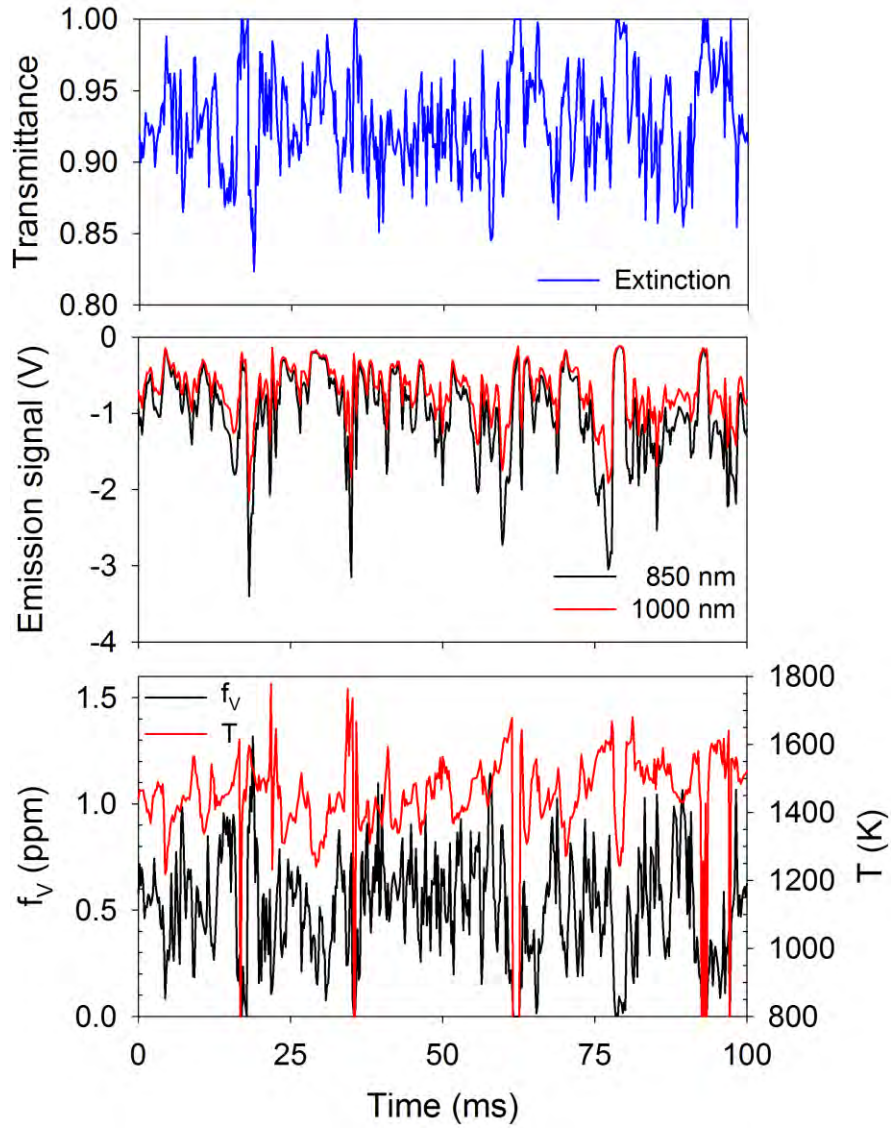 1.00
0.95
0.90
0.85
0.80
Transmittance
Extinction
0
-1
-2
-3
-4
Emission signal (V)
850 nm
1000 nm
1.5
1.0
0.5
0.0
fV (ppm)
fV
T
1800
1600
1400
1200
1000
800
T (K)
0 25 50 75 100
Time (ms)